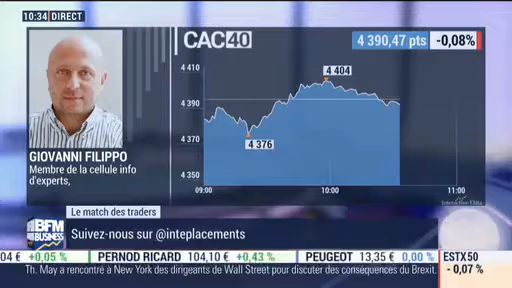 10:34 DIRECT
CAC40
4 390,47 pts
-0,08%
4 410
4 390
4 380
4 350
4 404
4 376
09:00
10:00
11:00
GIOVANNI FILIPPO
Membre de la cellule info
d'experts,
BFM
BUSINESS
Le match des traders
Suivez-nous sur @inteplacements
04 € +0,05 % PERNOD RICARD 104,10 € +0,43 % PEUGEOT 13,35 € 0,00 %
ESTX50
-0,07 %
Th. May a rencontré à New York des dirigeants de Wall Street pour discuter des conséquences du Brexit.